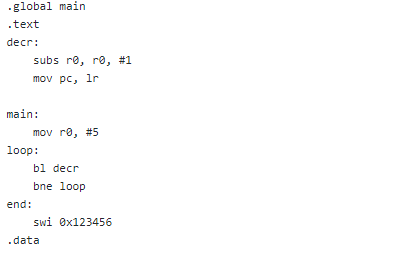 .global main
.text
decr:
    subs r0, r0, #1
    mov pc, lr

main:
    mov r0, #5
loop:
    bl decr
    bne loop
end:
    swi 0x123456
.data